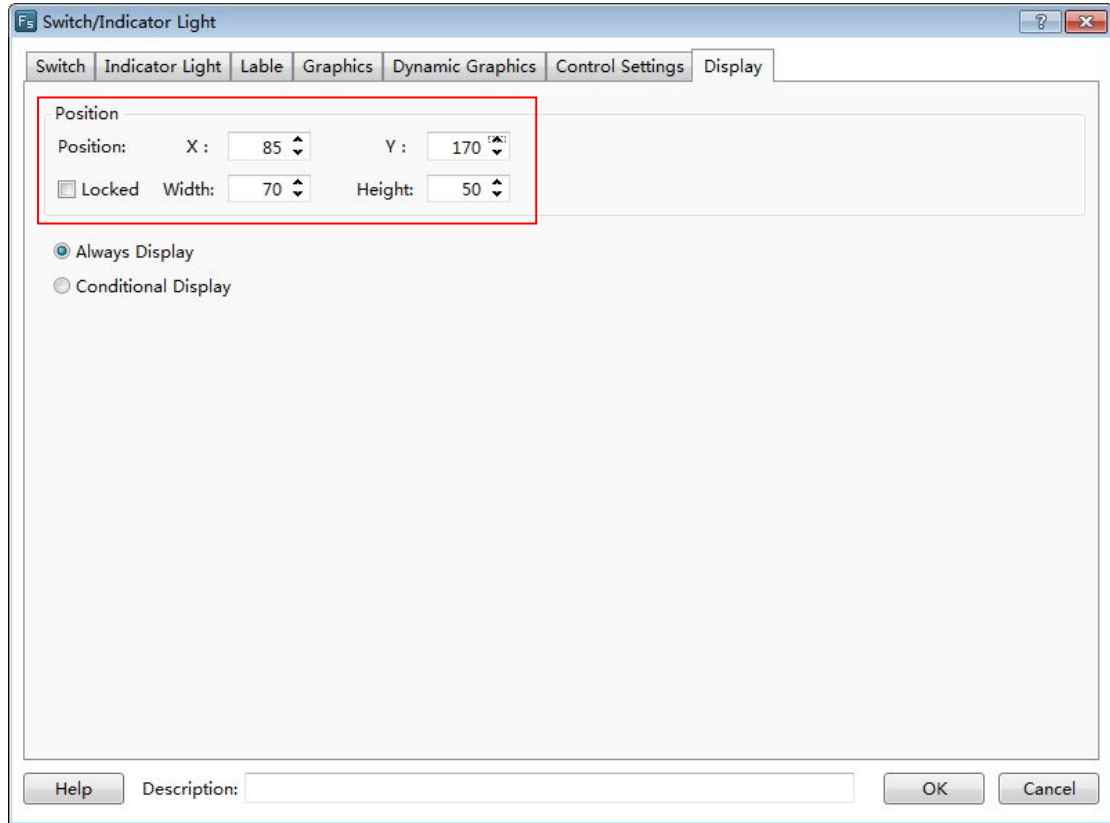 Fs Switch/Indicator Light ?
Switch Indicator Light Lable Graphics Dynamic Graphics Control Settings Display
Position
Position: X : 85 Y : 170
Locked Width: 70 Height: 50
Always Display
Conditional Display
Help Description: OK Cancel